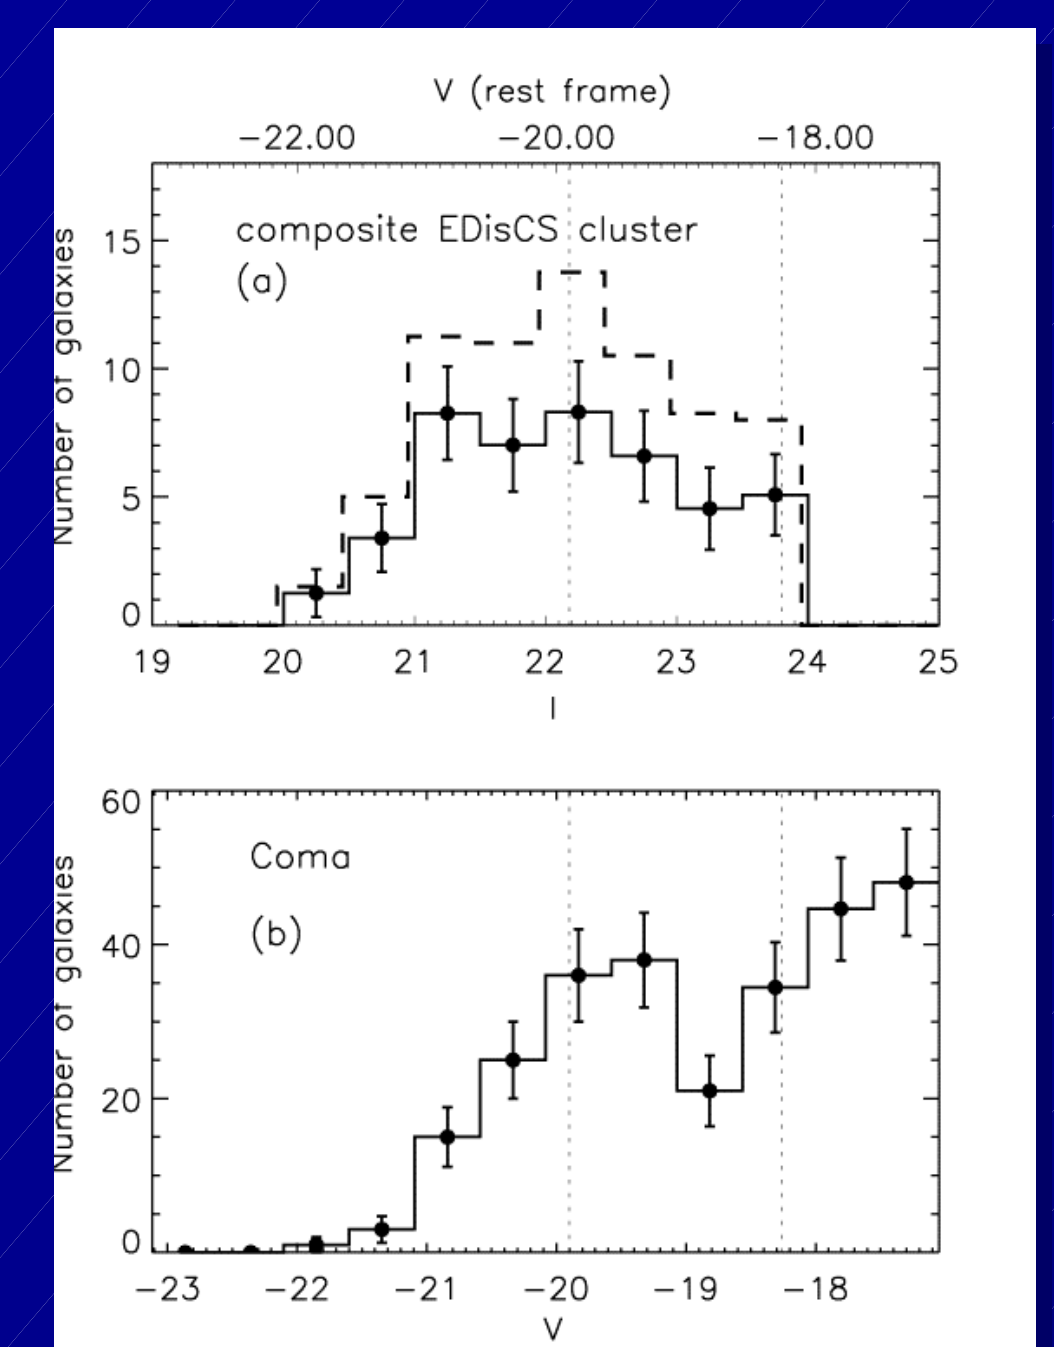 V (rest frame)
−22.00 −20.00 −18.00
composite EDisCS cluster
(a)
Number of galaxies
15
10
5
0
19 20 21 22 23 24 25
I
60
40
20
0
Coma
(b)
Number of galaxies
−23 −22 −21 −20 −19 −18
V